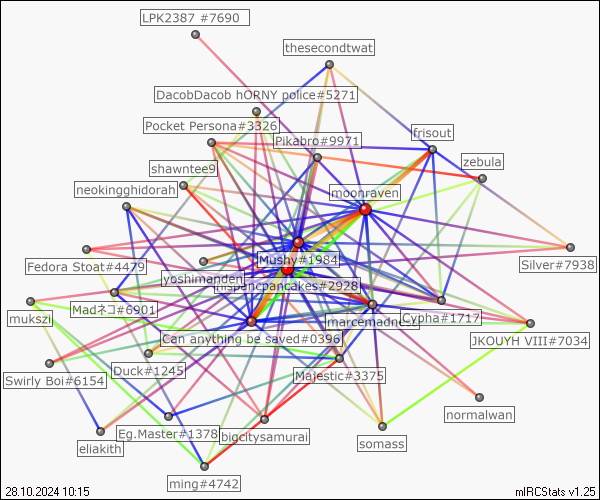 LPK2387 #7690
thesecondtwat
DacobDacob hORNY police#5271
Pocket Persona#3326
frisout
Pikabro#9971
zebula
shawntee9
neokingghidorah
moonraven
Mushy#1984
Silver#7938
Fedora Stoat#4479
yoshimanden
mspancpancakes#2928
Madネコ#6901
mukszi
marcemadne
Cypha#1717
Can anything be saved#0396
JKOUYH VIII#7034
Duck#1245
Majestic#3375
Swirly Boi#6154
normalwan
Eg.Master#1378
bigcitysamurai
somass
eliakith
ming#4742
28.10.2024 10:15
mIRCStats v1.25